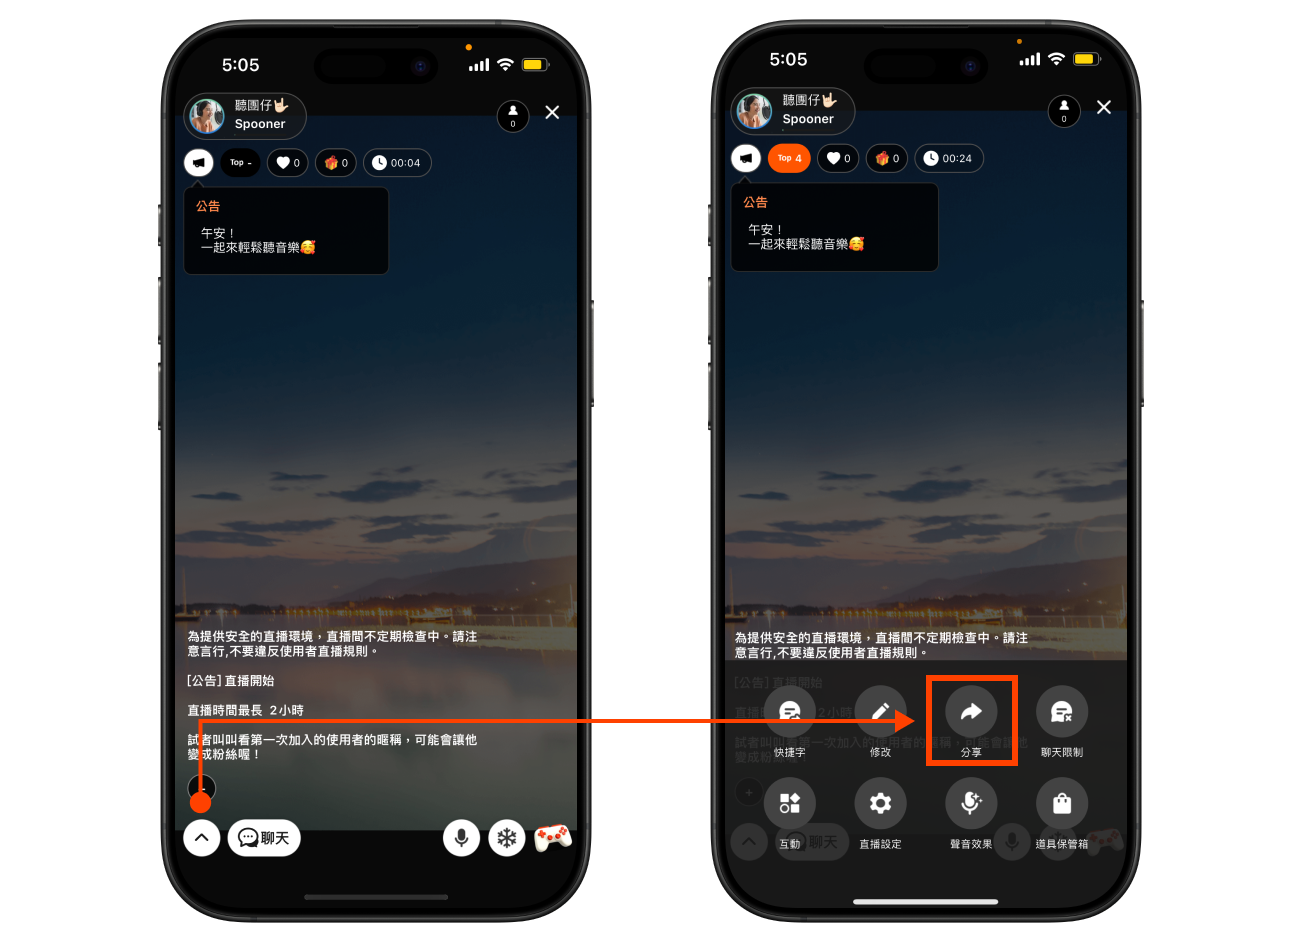 5:05
聽團仔🤟🏻
Spooner
0
Top -
0
0
00:04
公告
午安！
一起來輕鬆聽音樂🥰
為提供安全的直播環境，直播間不定期檢查中。請注
意言行,不要違反使用者直播規則。
[公告] 直播開始
直播時間最長 2小時
試者叫叫看第一次加入的使用者的暱稱，可能會讓他
變成粉絲喔！
聊天
5:05
聽團仔🤟🏻
Spooner
0
Top 4
0
0
00:24
公告
午安！
一起來輕鬆聽音樂🥰
為提供安全的直播環境，直播間不定期檢查中。請注
意言行,不要違反使用者直播規則。
[公告] 直播開始
快捷字
修改
分享
聊天限制
互動
直播設定
聲音效果
道具保管箱